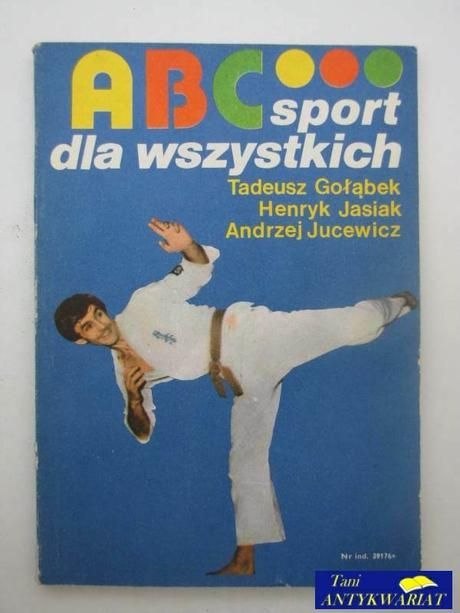 ABC sport
dla wszystkich
Tadeusz Gołąbek
Henryk Jasiak
Andrzej Jucewicz
Nr ind. 39176+
Tani
ANTYKWARIAT